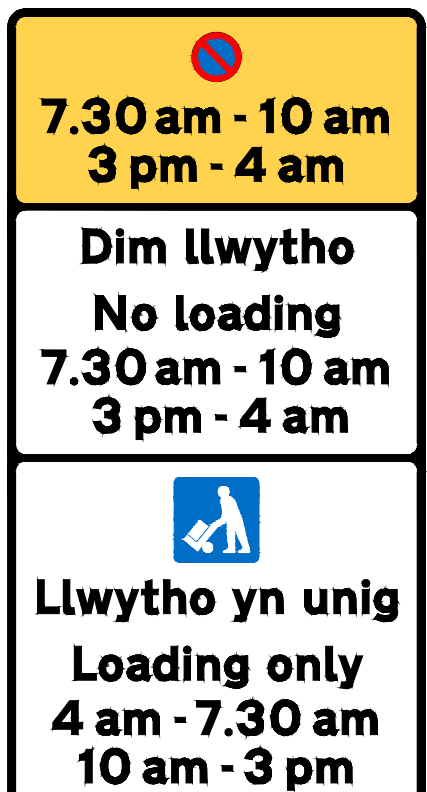 7.30 am - 10 am
3 pm - 4 am
Dim llwytho
No loading
7.30 am - 10 am
3 pm - 4 am
Llwytho yn unig
Loading only
4 am - 7.30 am
10 am - 3 pm